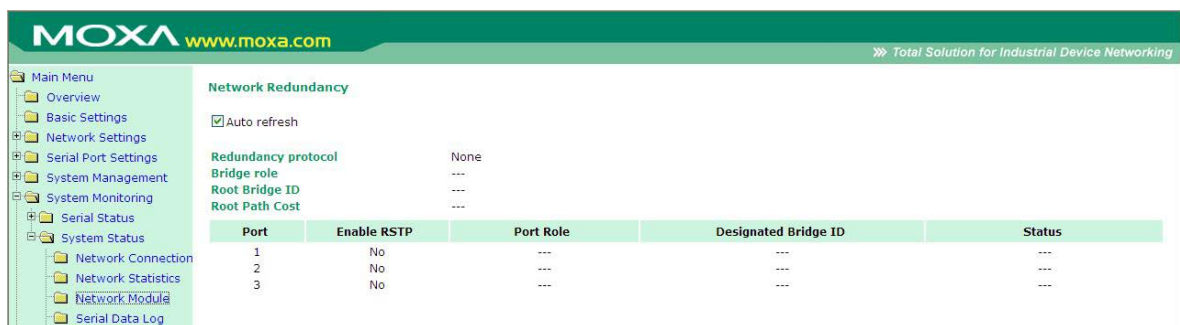 MOXA www.moxa.com
Total Solution for Industrial Device Networking
Main Menu
Overview
Basic Settings
Network Settings
Serial Port Settings
System Management
System Monitoring
Serial Status
System Status
Network Connection
Network Statistics
Network Module
Serial Data Log
Network Redundancy
Auto refresh
Redundancy protocol None
Bridge role ---
Root Bridge ID ---
Root Path Cost ---
Port Enable RSTP Port Role Designated Bridge ID Status
1 No --- --- ---
2 No --- --- ---
3 No --- --- ---